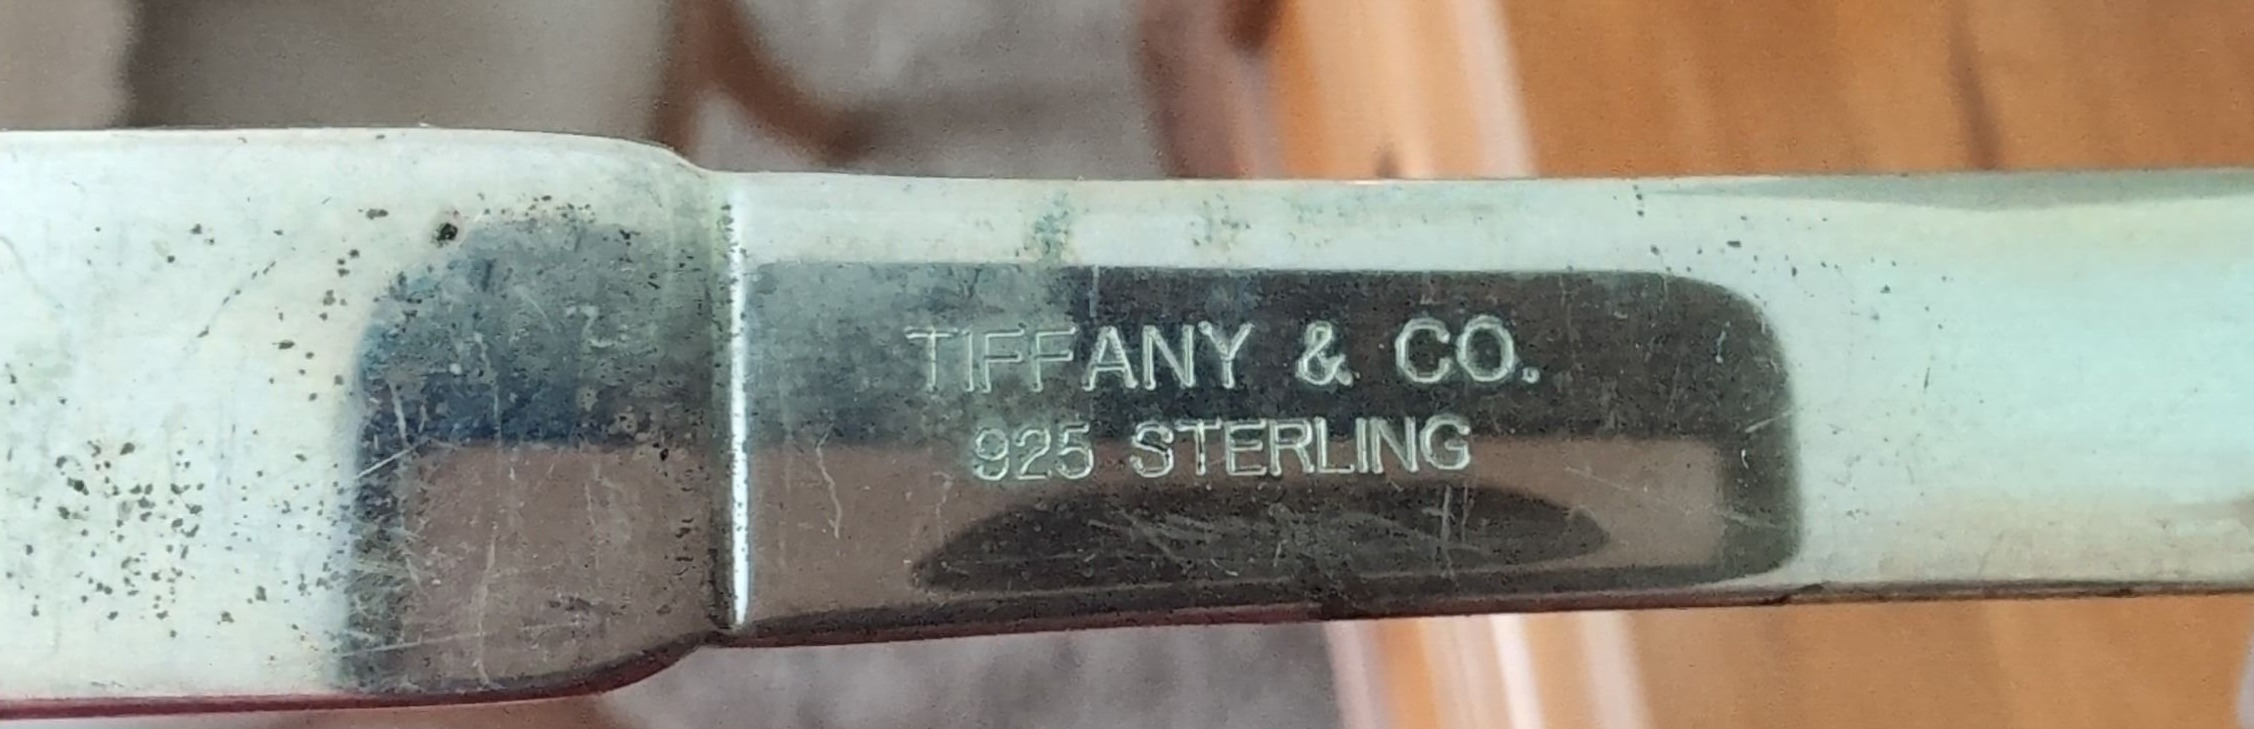 TIFFANY & CO.
925 STERLING